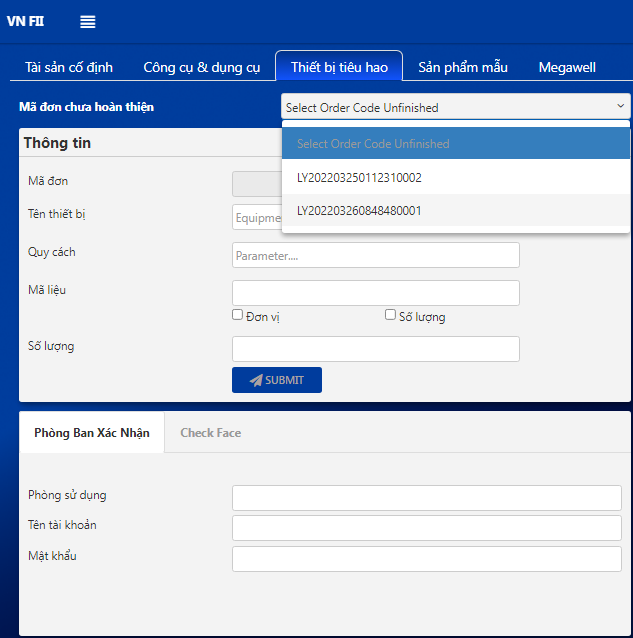 VN FII
Tài sản cố định Công cụ & dụng cụ Thiết bị tiêu hao Sản phẩm mẫu Megawell
Mã đơn chưa hoàn thiện Select Order Code Unfinished
Select Order Code Unfinished
LY202203250112310002
LY202203260848480001
Thông tin
Mã đơn
Tên thiết bị Equipme
Quy cách Parameter....
Mã liệu
Đơn vị Số lượng
Số lượng
SUBMIT
Phòng Ban Xác Nhận Check Face
Phòng sử dụng
Tên tài khoản
Mật khẩu